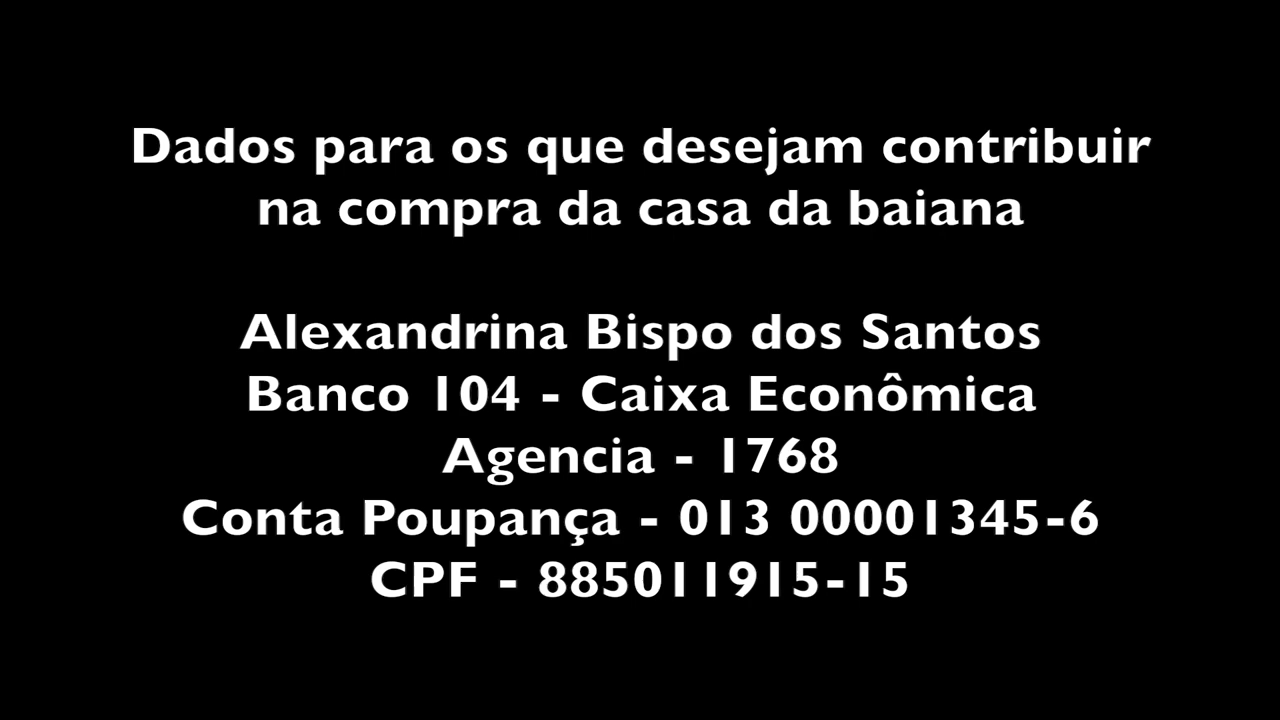 Dados para os que desejam contribuir
na compra da casa da baiana
Alexandrina Bispo dos Santos
Banco 104 - Caixa Econômica
Agencia - 1768
Conta Poupança - 013 00001345-6
CPF - 885011915-15